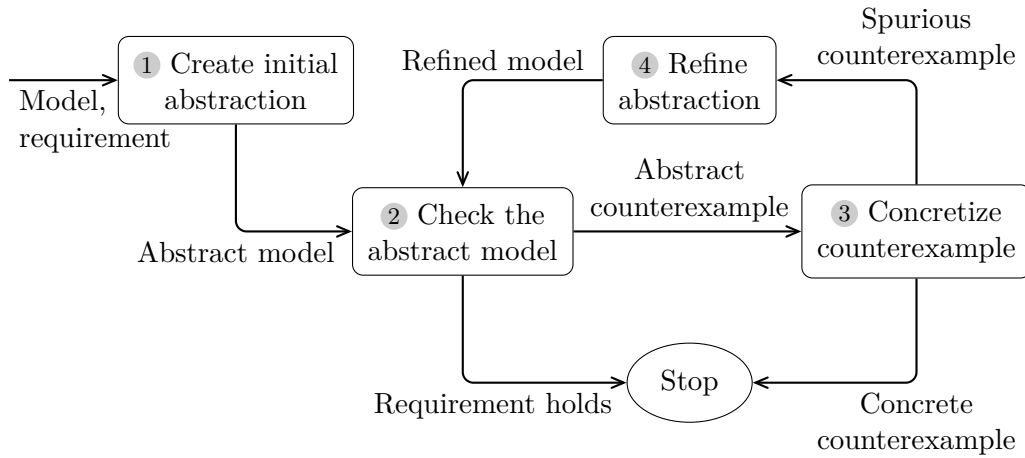 1 Create initial
abstraction
Model,
requirement
Abstract model
2 Check the
abstract model
Refined model
4 Refine
abstraction
Spurious
counterexample
Abstract
counterexample
3 Concretize
counterexample
Requirement holds
Stop
Concrete
counterexample